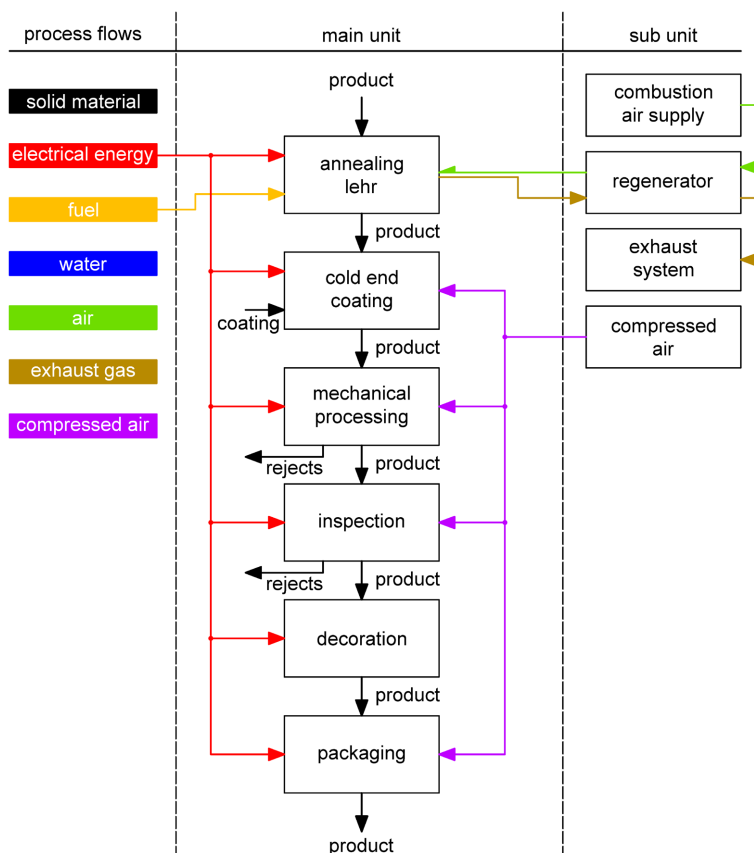 process flows
main unit
sub unit
solid material
electrical energy
fuel
water
air
exhaust gas
compressed air
product
annealing
lehr
product
cold end
coating
coating
product
mechanical
processing
rejects
product
inspection
rejects
product
decoration
product
packaging
product
combustion
air supply
regenerator
exhaust
system
compressed
air